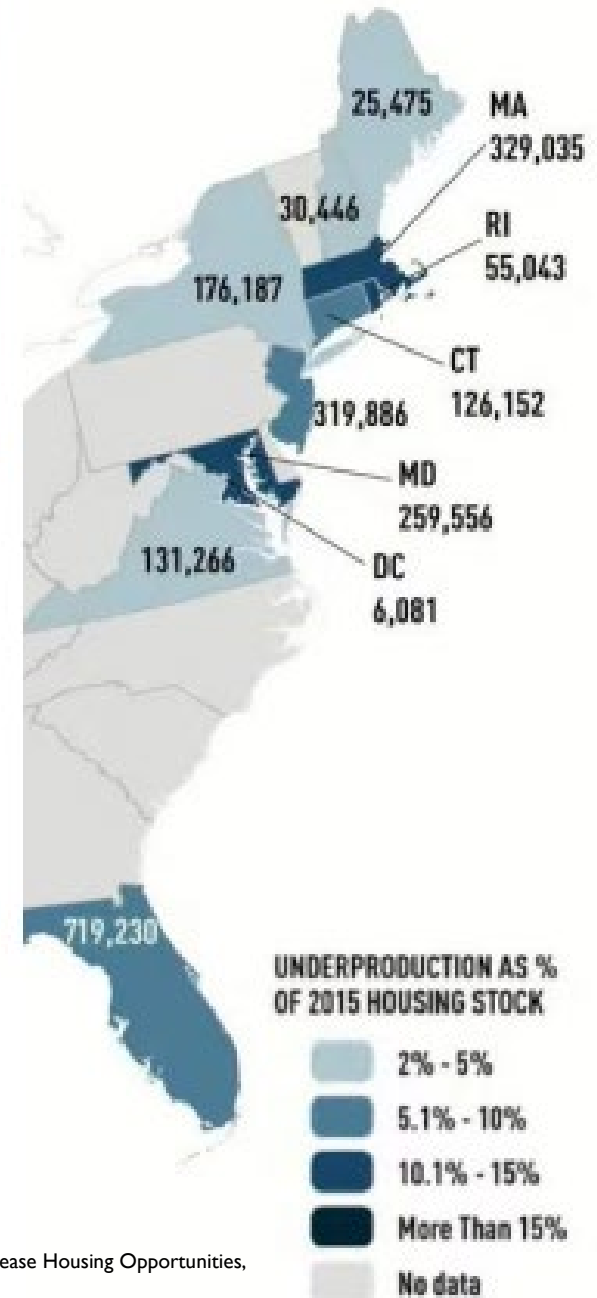 25,475
MA
329,035
30,446
RI
55,043
176,187
CT
126,152
319,886
MD
259,556
131,266
DC
6,081
719,230
UNDERPRODUCTION AS %
OF 2015 HOUSING STOCK
2% - 5%
5.1% - 10%
10.1% - 15%
More Than 15%
No data
ease Housing Opportunities,